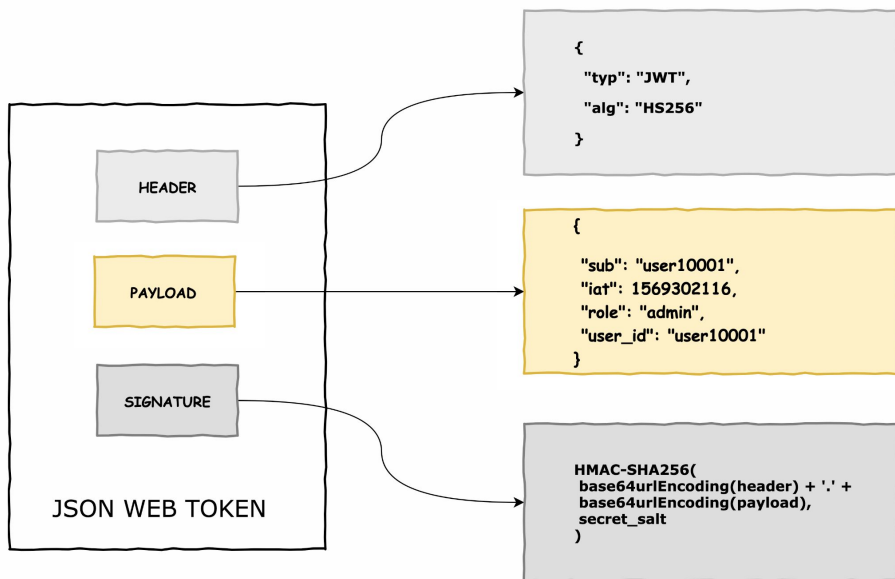 HEADER
PAYLOAD
SIGNATURE
JSON WEB TOKEN
{
"typ": "JWT",
"alg": "HS256"
}
{
"sub": "user10001",
"iat": 1569302116,
"role": "admin",
"user_id": "user10001"
}
HMAC-SHA256(
base64urlEncoding(header) + '.' +
base64urlEncoding(payload),
secret_salt
)